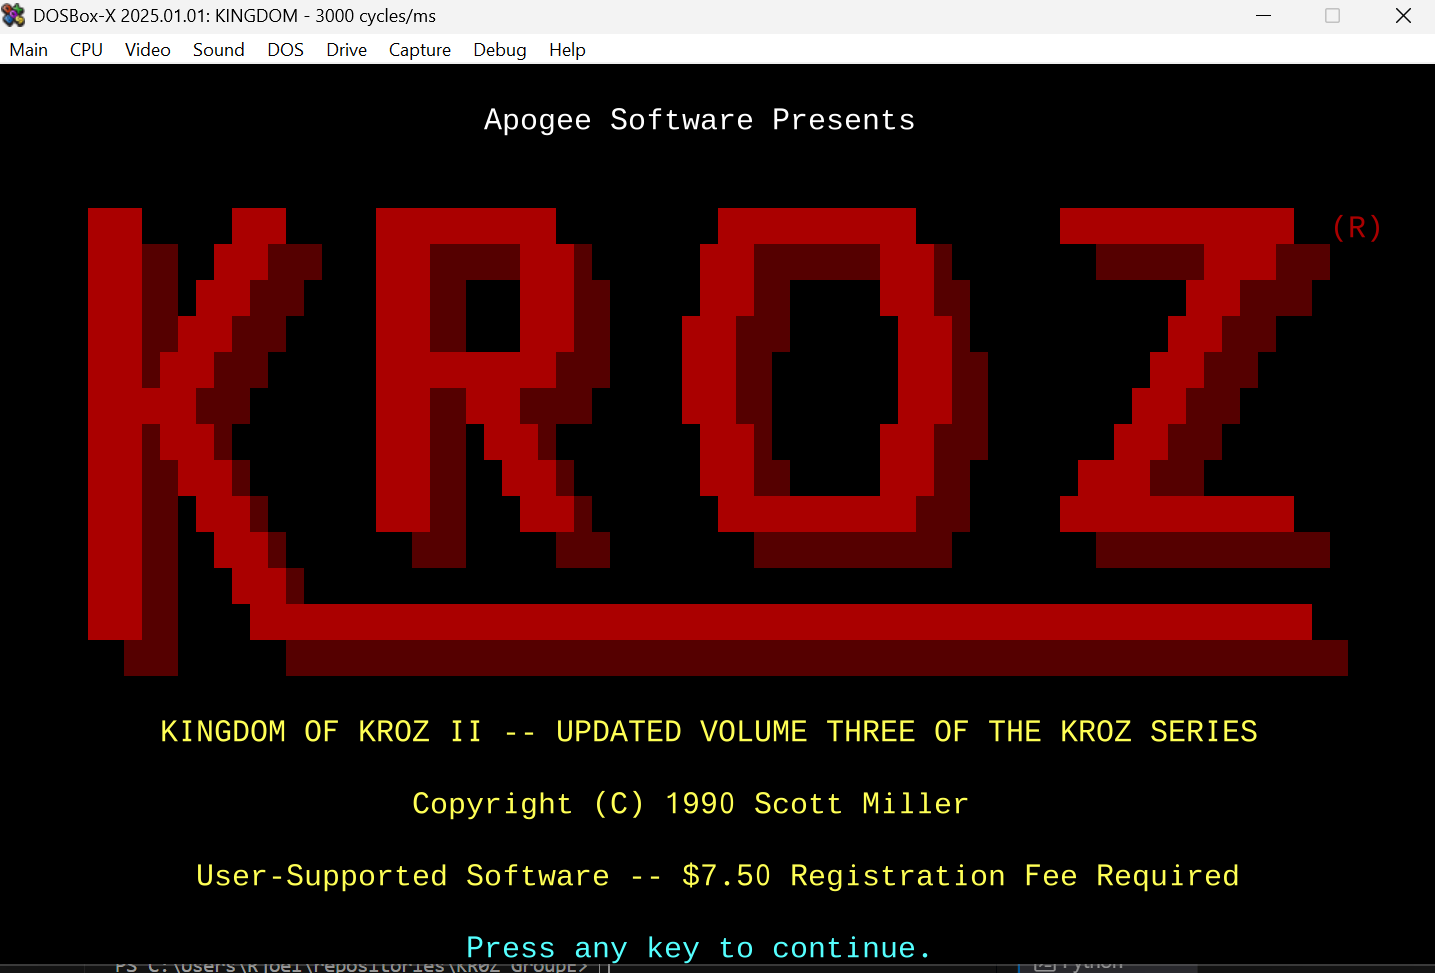 DOSBox-X 2025.01.01: KINGDOM - 3000 cycles/ms
Main CPU Video Sound DOS Drive Capture Debug Help
Apogee Software Presents
KROZ (R)
KINGDOM OF KROZ II -- UPDATED VOLUME THREE OF THE KROZ SERIES
Copyright (C) 1990 Scott Miller
User-Supported Software -- $7.50 Registration Fee Required
Press any key to continue.